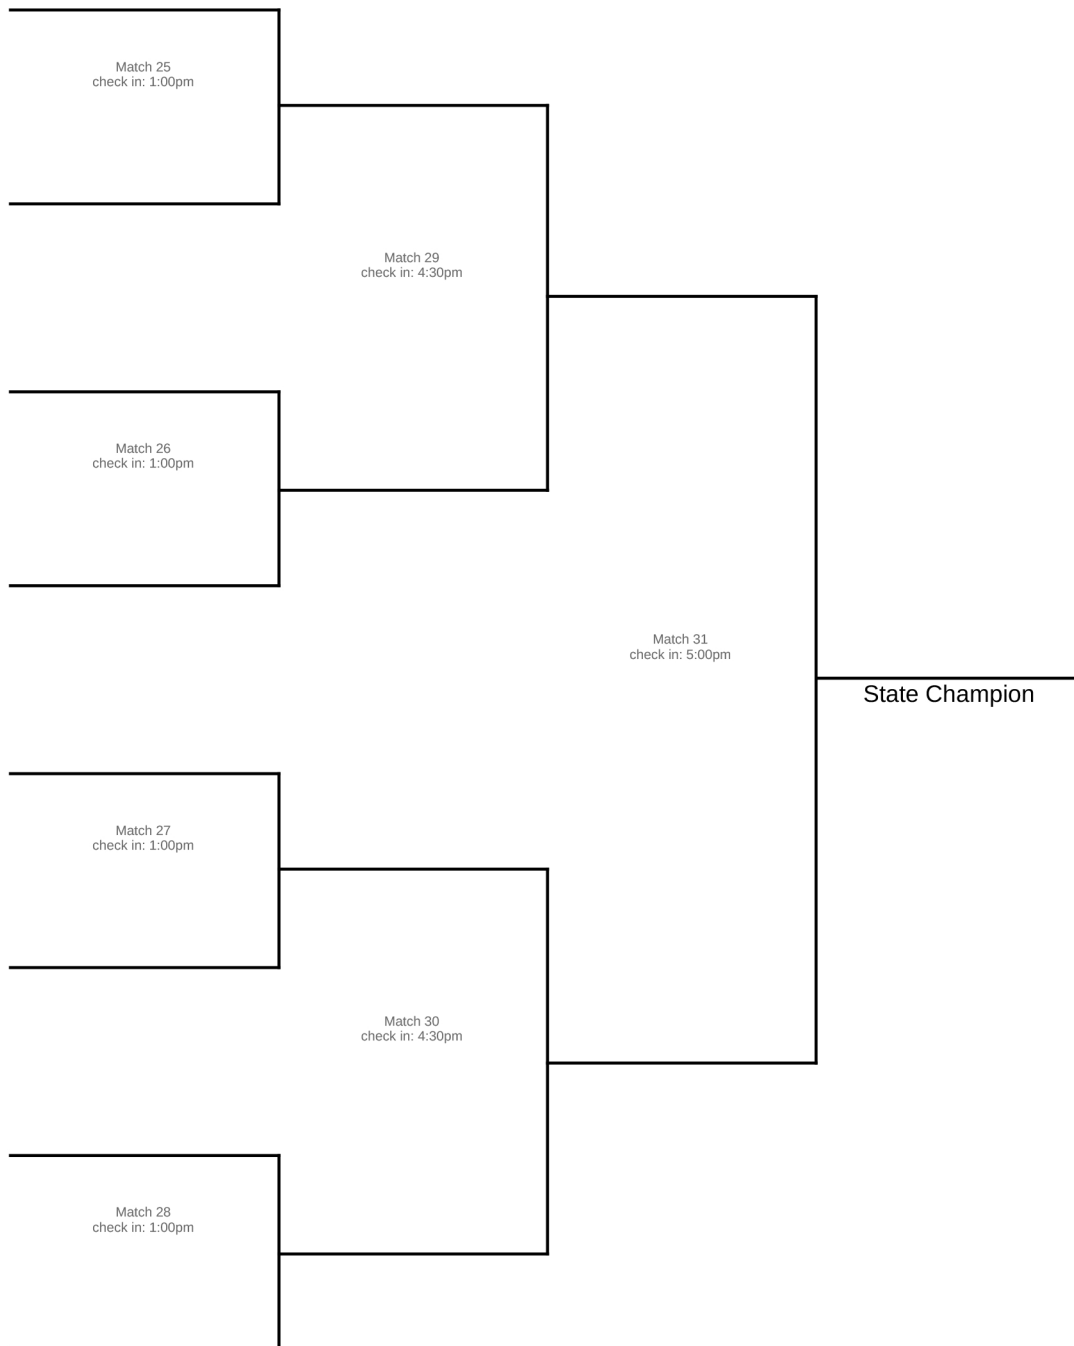 Match 25
check in: 1:00pm
Match 29
check in: 4:30pm
Match 26
check in: 1:00pm
Match 31
check in: 5:00pm
State Champion
Match 27
check in: 1:00pm
Match 30
check in: 4:30pm
Match 28
check in: 1:00pm